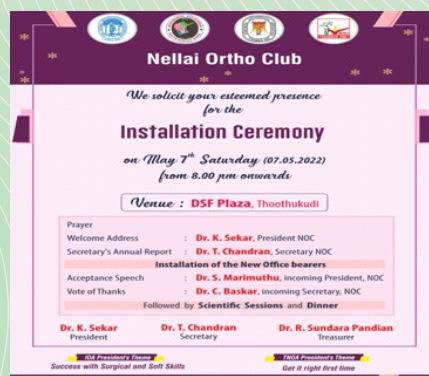 Nellai Ortho Club
We solicit your esteemed presence
for the
Installation Ceremony
on May 7th Saturday (07.05.2022)
from 8.00 pm onwards
Venue : DSF Plaza, Thoothukudi
Prayer
Welcome Address : Dr. K. Sekar, President NOC
Secretary's Annual Report : Dr. T. Chandran, Secretary NOC
Installation of the New Office bearers
Acceptance Speech : Dr. S. Marimuthu, incoming President, NOC
Vote of Thanks : Dr. C. Baskar, incoming Secretary, NOC
Followed by Scientific Sessions and Dinner
Dr. K. Sekar Dr. T. Chandran Dr. R. Sundara Pandian
President Secretary Treasurer
IOA President's Theme TNOA President's Theme
Success with Surgical and Soft Skills Get it right first time